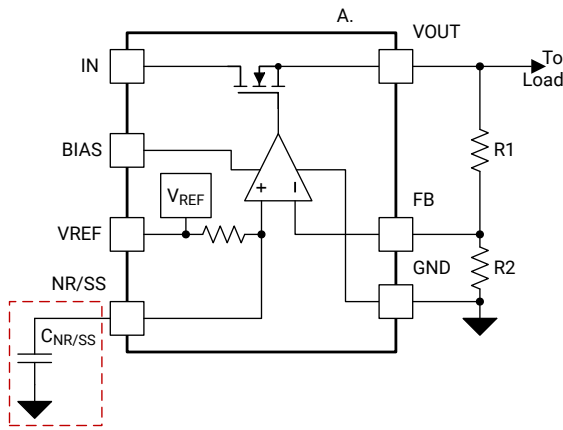 A.
VOUT
IN
To
Load
BIAS
R1
+
–
VREF
FB
VREF
NR/SS
GND
R2
CNR/SS